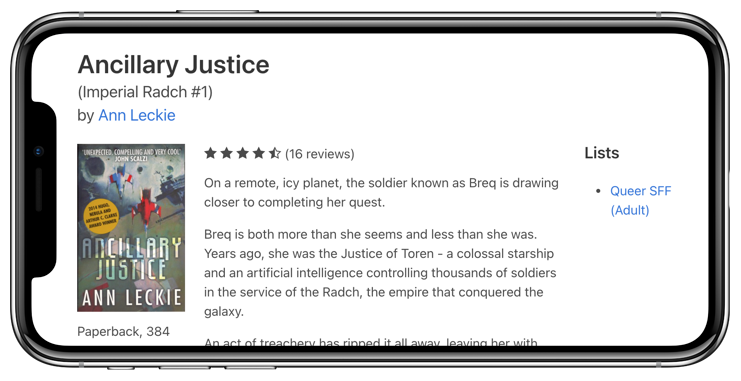 Ancillary Justice
(Imperial Radch #1)
by Ann Leckie
"UNEXPECTED, COMPELLING AND VERY COOL"
JOHN SCALZI
2014 HUGO,
NEBULA AND
ARTHUR C. CLARKE
AWARD WINNER
ANCILLARY
JUSTICE
ANN LECKIE
Paperback, 384
(16 reviews)
On a remote, icy planet, the soldier known as Breq is drawing
closer to completing her quest.
Breq is both more than she seems and less than she was.
Years ago, she was the Justice of Toren - a colossal starship
and an artificial intelligence controlling thousands of soldiers
in the service of the Radch, the empire that conquered the
galaxy.
An act of treachery has ripped it all away, leaving her with
Lists
Queer SFF
(Adult)